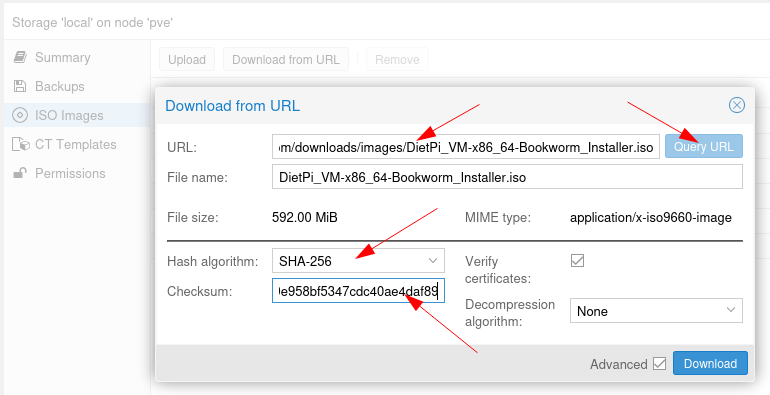 Storage 'local' on node 'pve'
Summary
Backups
ISO Images
CT Templates
Permissions
Upload
Download from URL
Remove
Download from URL
URL:
m/downloads/images/DietPi_VM-x86_64-Bookworm_Installer.iso
Query URL
File name:
DietPi_VM-x86_64-Bookworm_Installer.iso
File size:
592.00 MiB
MIME type:
application/x-iso9660-image
Hash algorithm:
SHA-256
Verify
certificates:
Checksum:
e958bf5347cdc40ae4daf89
Decompression
algorithm:
None
Advanced
Download